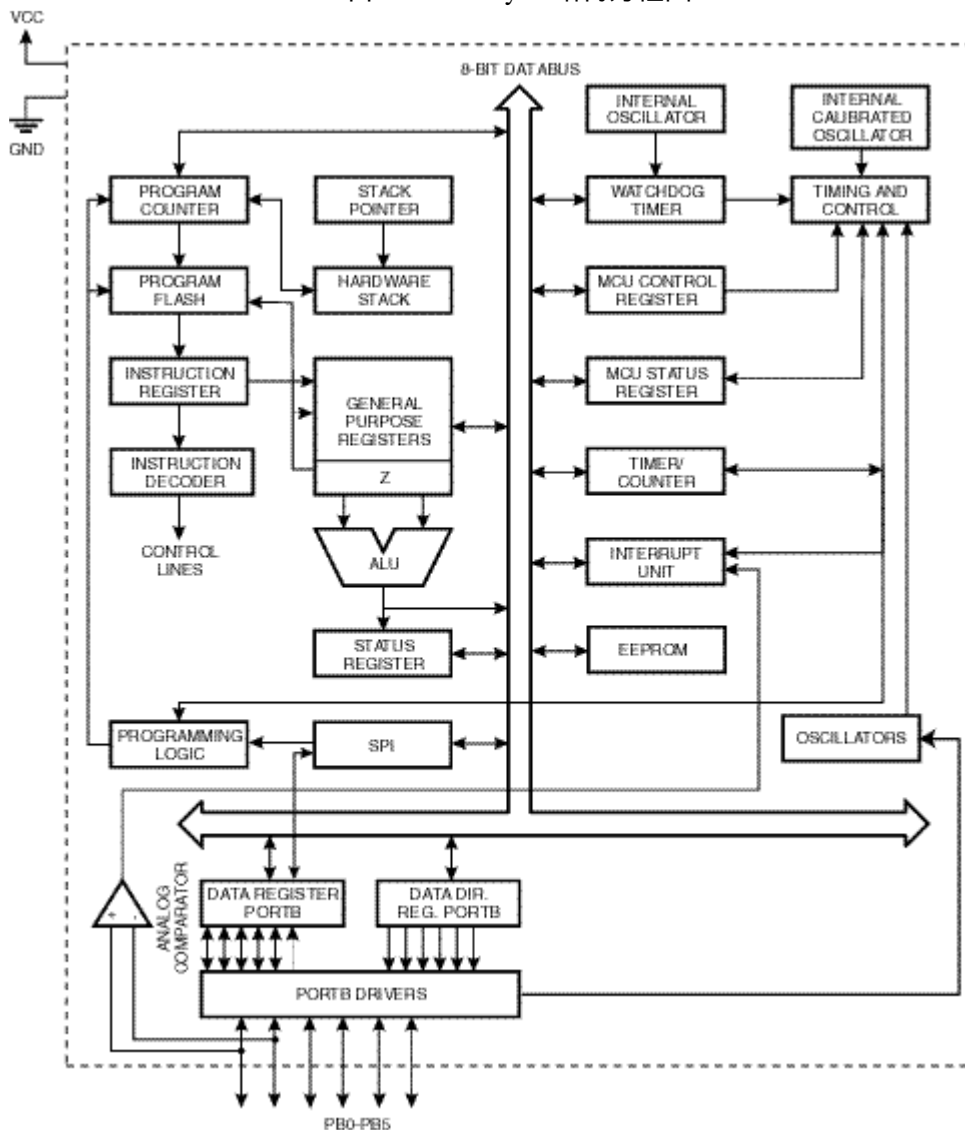 VCC
GND
8-BIT DATABUS
INTERNAL
OSCILLATOR
INTERNAL
CALIBRATED
OSCILLATOR
PROGRAM
COUNTER
STACK
POINTER
WATCHDOG
TIMER
TIMING AND
CONTROL
PROGRAM
FLASH
HARDWARE
STACK
MCU CONTROL
REGISTER
INSTRUCTION
REGISTER
GENERAL
PURPOSE
REGISTERS
Z
MCU STATUS
REGISTER
INSTRUCTION
DECODER
TIMER/
COUNTER
CONTROL
LINES
ALU
INTERRUPT
UNIT
STATUS
REGISTER
EEPROM
PROGRAMMING
LOGIC
SPI
OSCILLATORS
ANALOG
COMPARATOR
+ -
DATA REGISTER
PORTB
DATA DIR.
REG. PORTB
PORTB DRIVERS
PB0-PB5